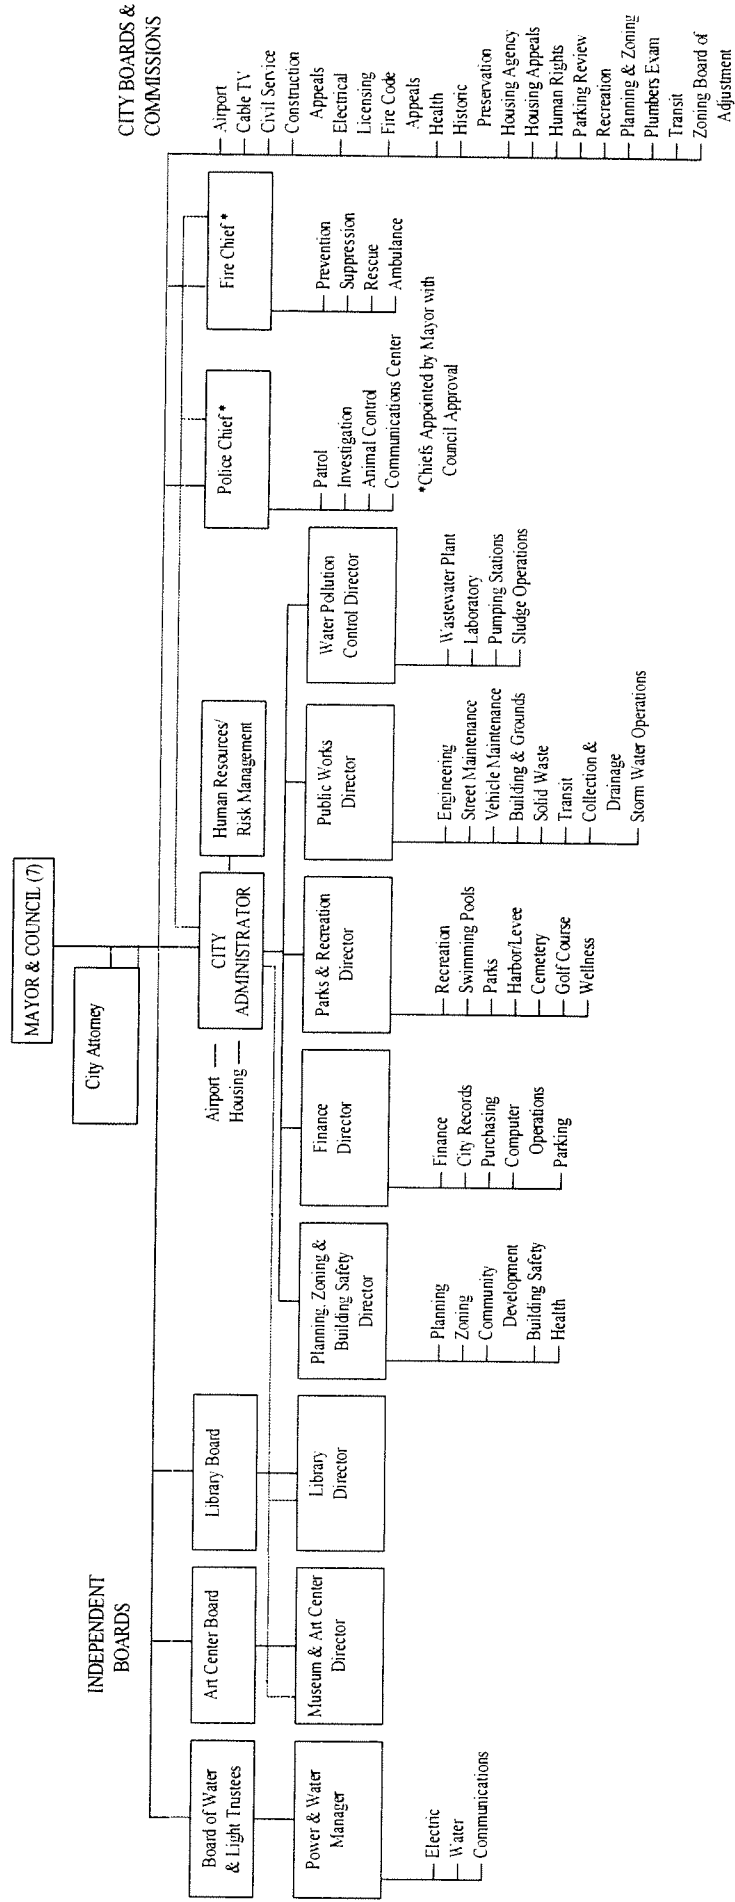 MAYOR & COUNCIL (7)
City Attorney
INDEPENDENT
BOARDS
CITY BOARDS &
COMMISSIONS
Board of Water
& Light Trustees
Art Center Board
Library Board
Airport
Housing
CITY
ADMINISTRATOR
Human Resources/
Risk Management
Police Chief *
Fire Chief *
Power & Water
Manager
Museum & Art Center
Director
Library
Director
Planning, Zoning &
Building Safety
Director
Finance
Director
Parks & Recreation
Director
Public Works
Director
Water Pollution
Control Director
Electric
Water
Communications
Planning
Zoning
Community
Development
Building Safety
Health
Finance
City Records
Purchasing
Computer
Operations
Parking
Recreation
Swimming Pools
Parks
Harbor/Levee
Cemetery
Golf Course
Wellness
Engineering
Street Maintenance
Vehicle Maintenance
Building & Grounds
Solid Waste
Transit
Collection &
Drainage
Storm Water Operations
Wastewater Plant
Laboratory
Pumping Stations
Sludge Operations
Patrol
Investigation
Animal Control
Communications Center
Prevention
Suppression
Rescue
Ambulance
*Chiefs Appointed by Mayor with
Council Approval
Airport
Cable TV
Civil Service
Construction
Appeals
Electrical
Licensing
Fire Code
Appeals
Health
Historic
Preservation
Housing Agency
Housing Appeals
Human Rights
Parking Review
Recreation
Planning & Zoning
Plumbers Exam
Transit
Zoning Board of
Adjustment